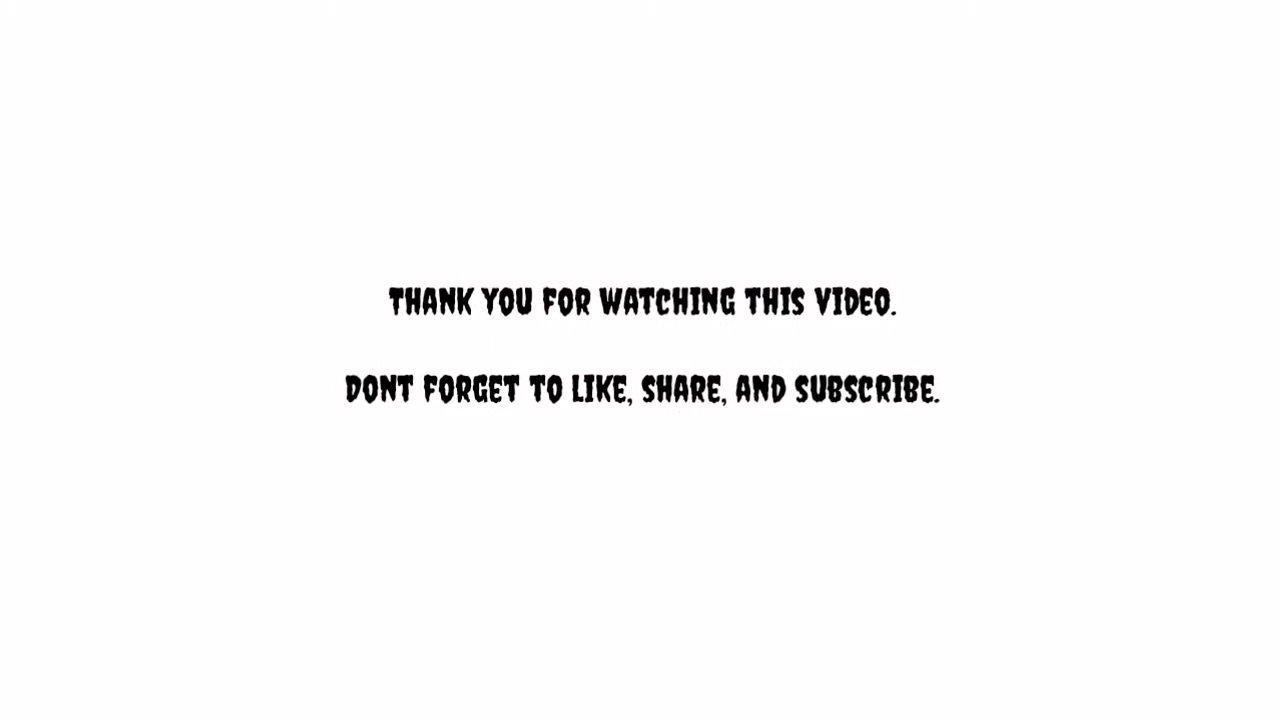 THANK YOU FOR WATCHING THIS VIDEO.
DONT FORGET TO LIKE, SHARE, AND SUBSCRIBE.